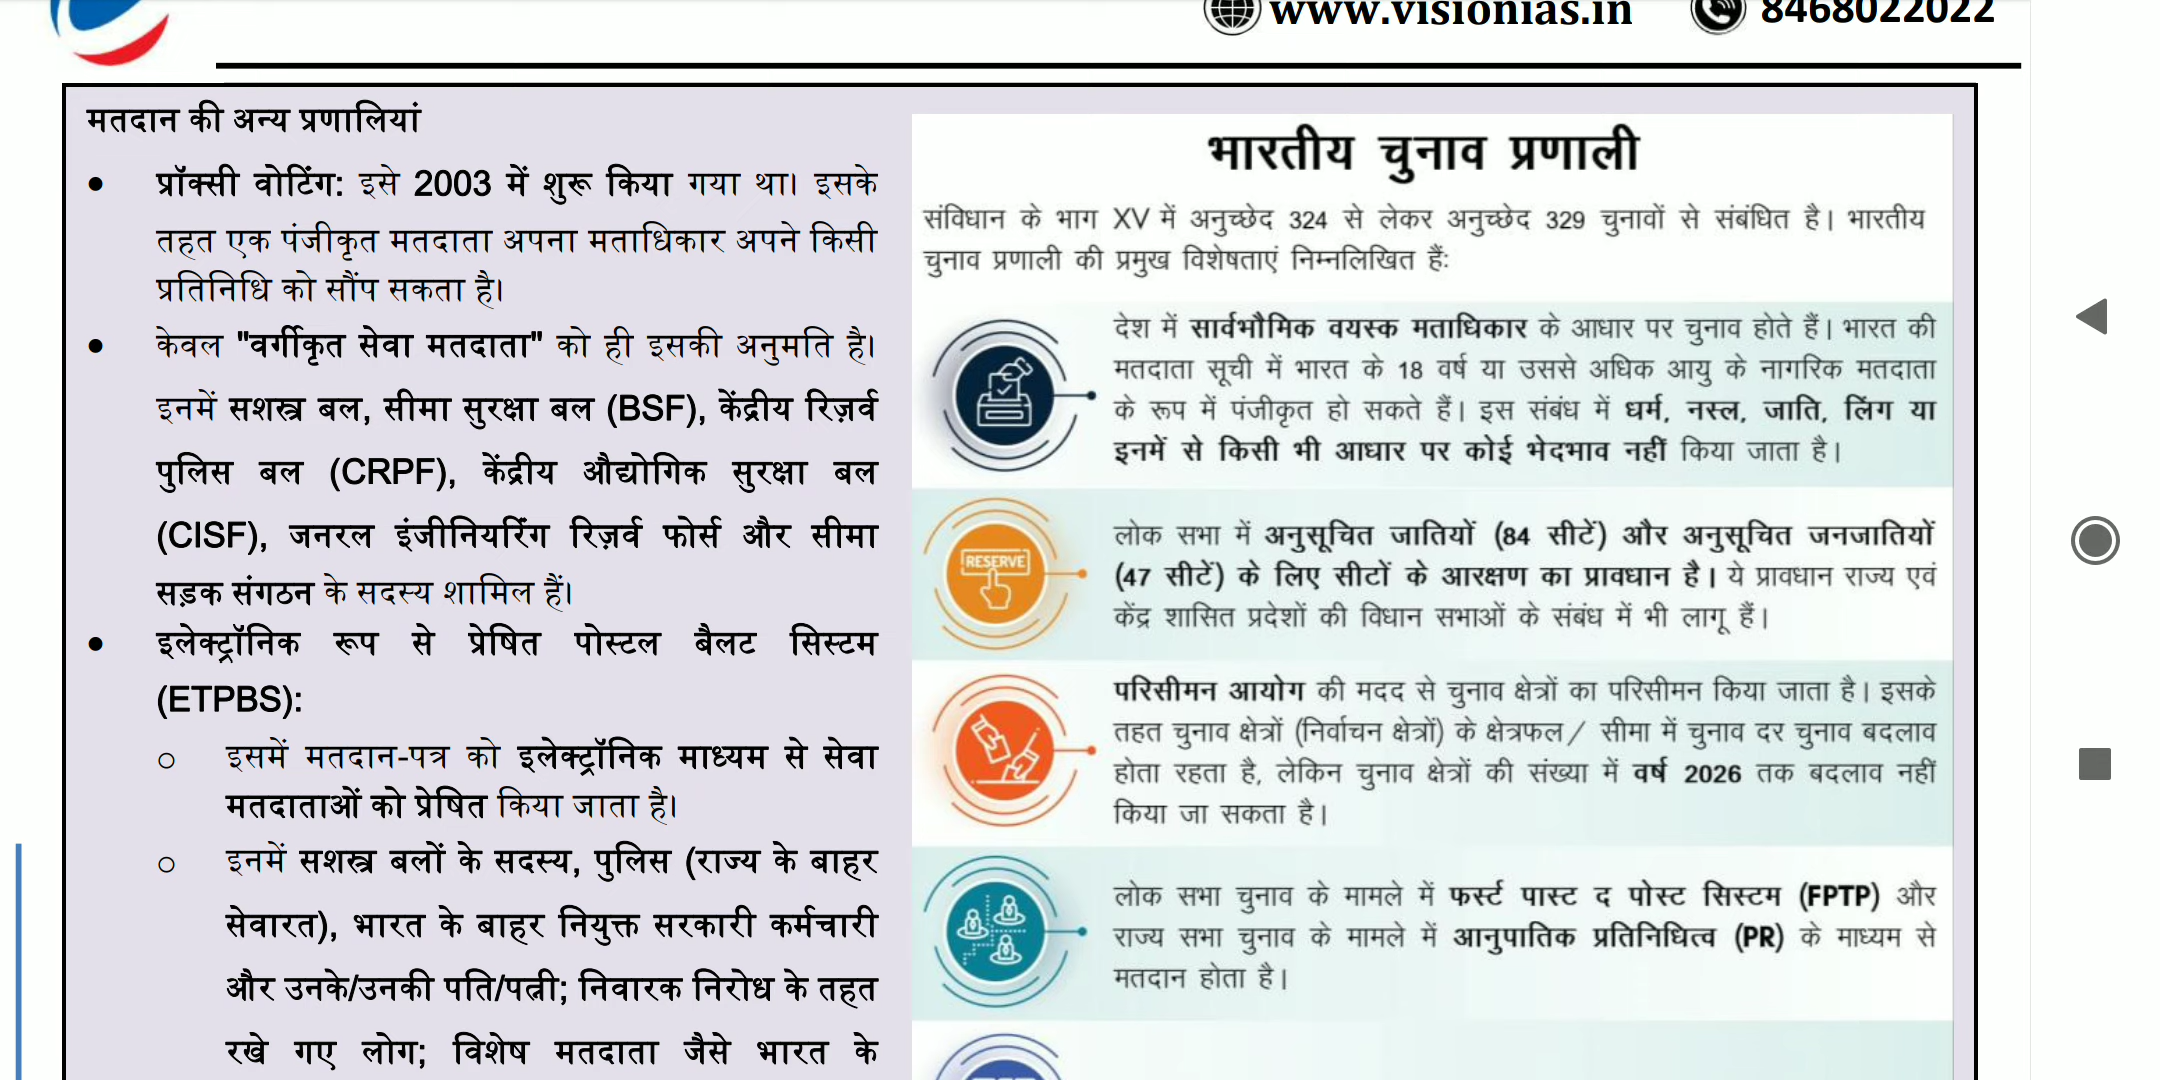 www.visionias.in
8468022022
मतदान की अन्य प्रणालियां
● प्रॉक्सी वोटिंग: इसे 2003 में शुरू किया गया था। इसके
तहत एक पंजीकृत मतदाता अपना मताधिकार अपने किसी
प्रतिनिधि को सौंप सकता है।
● केवल "वर्गीकृत सेवा मतदाता" को ही इसकी अनुमति है।
इनमें सशस्त्र बल, सीमा सुरक्षा बल (BSF), केंद्रीय रिज़र्व
पुलिस बल (CRPF), केंद्रीय औद्योगिक सुरक्षा बल
(CISF), जनरल इंजीनियरिंग रिज़र्व फोर्स और सीमा
सड़क संगठन के सदस्य शामिल हैं।
● इलेक्ट्रॉनिक रूप से प्रेषित पोस्टल बैलट सिस्टम
(ETPBS):
o इसमें मतदान-पत्र को इलेक्ट्रॉनिक माध्यम से सेवा
मतदाताओं को प्रेषित किया जाता है।
o इनमें सशस्त्र बलों के सदस्य, पुलिस (राज्य के बाहर
सेवारत), भारत के बाहर नियुक्त सरकारी कर्मचारी
और उनके/उनकी पति/पत्नी; निवारक निरोध के तहत
रखे गए लोग; विशेष मतदाता जैसे भारत के
भारतीय चुनाव प्रणाली
संविधान के भाग XV में अनुच्छेद 324 से लेकर अनुच्छेद 329 चुनावों से संबंधित है। भारतीय
चुनाव प्रणाली की प्रमुख विशेषताएं निम्नलिखित हैं:
देश में सार्वभौमिक वयस्क मताधिकार के आधार पर चुनाव होते हैं। भारत की
मतदाता सूची में भारत के 18 वर्ष या उससे अधिक आयु के नागरिक मतदाता
के रूप में पंजीकृत हो सकते हैं। इस संबंध में धर्म, नस्ल, जाति, लिंग या
इनमें से किसी भी आधार पर कोई भेदभाव नहीं किया जाता है।
RESERVE
लोक सभा में अनुसूचित जातियों (84 सीटें) और अनुसूचित जनजातियों
(47 सीटें) के लिए सीटों के आरक्षण का प्रावधान है। ये प्रावधान राज्य एवं
केंद्र शासित प्रदेशों की विधान सभाओं के संबंध में भी लागू हैं।
परिसीमन आयोग की मदद से चुनाव क्षेत्रों का परिसीमन किया जाता है। इसके
तहत चुनाव क्षेत्रों (निर्वाचन क्षेत्रों) के क्षेत्रफल/ सीमा में चुनाव दर चुनाव बदलाव
होता रहता है, लेकिन चुनाव क्षेत्रों की संख्या में वर्ष 2026 तक बदलाव नहीं
किया जा सकता है।
लोक सभा चुनाव के मामले में फर्स्ट पास्ट द पोस्ट सिस्टम (FPTP) और
राज्य सभा चुनाव के मामले में आनुपातिक प्रतिनिधित्व (PR) के माध्यम से
मतदान होता है।